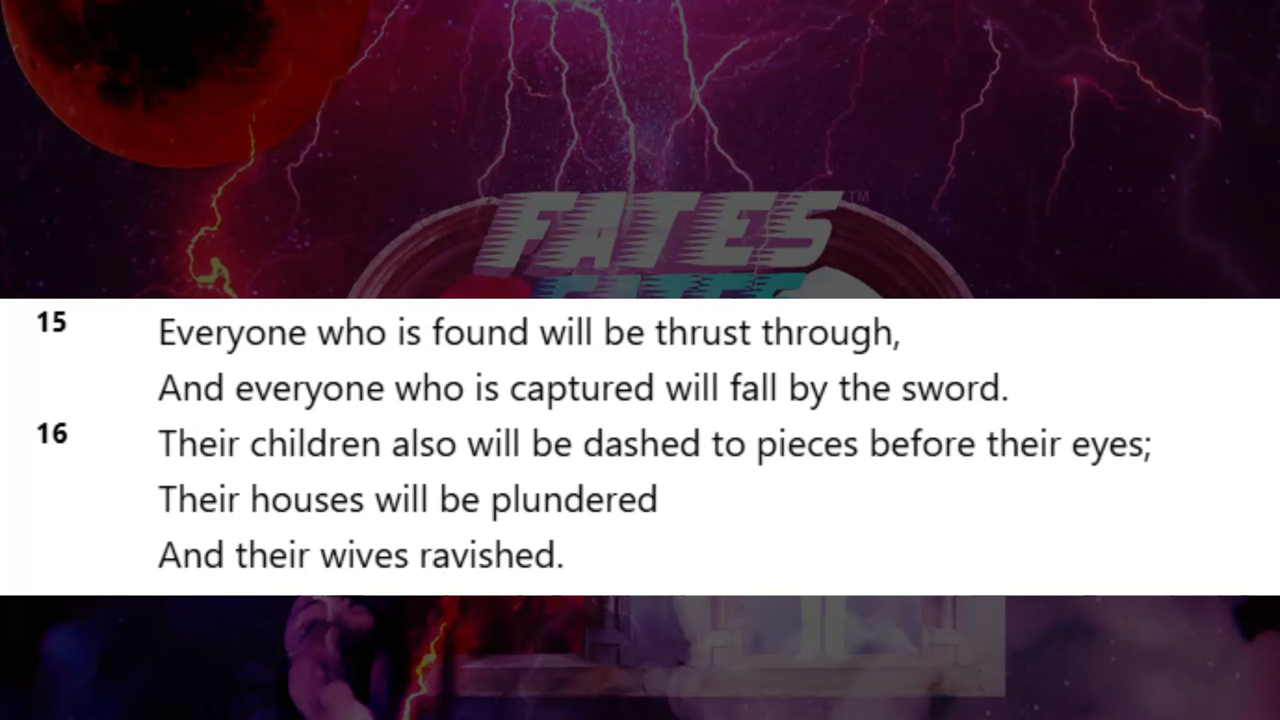 FATES
™
15 Everyone who is found will be thrust through,
And everyone who is captured will fall by the sword.
16 Their children also will be dashed to pieces before their eyes;
Their houses will be plundered
And their wives ravished.